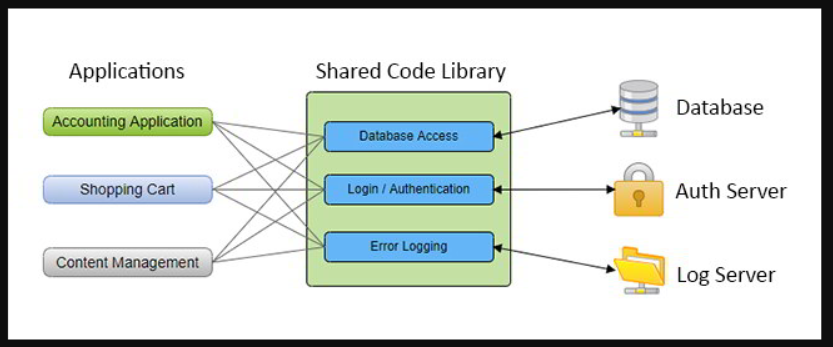 Applications
Shared Code Library
Accounting Application
Database Access
Database
Shopping Cart
Login / Authentication
Auth Server
Content Management
Error Logging
Log Server